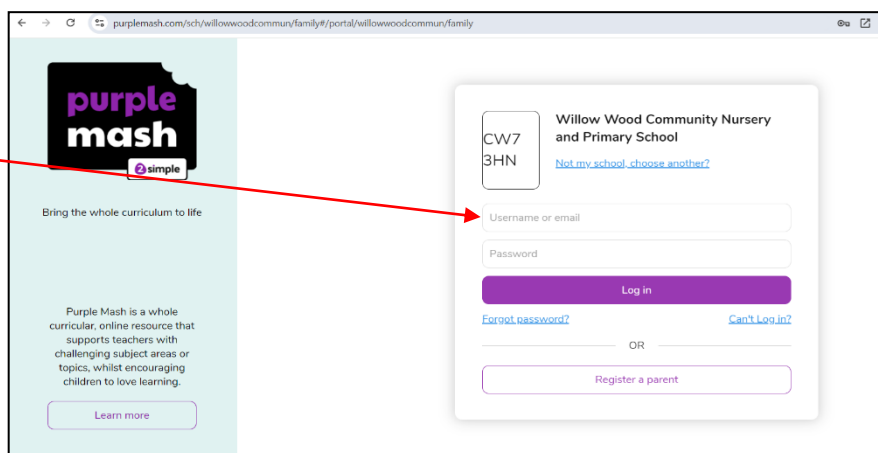 purplemash.com/sch/willowwoodcommun/family#/portal/willowwoodcommun/family
purple
mash
2 simple
Bring the whole curriculum to life
Purple Mash is a whole
curricular, online resource that
supports teachers with
challenging subject areas or
topics, whilst encouraging
children to love learning.
Learn more
CW7
3HN
Willow Wood Community Nursery
and Primary School
Not my school, choose another?
Username or email
Password
Log in
Forgot password?
Can't Log in?
OR
Register a parent